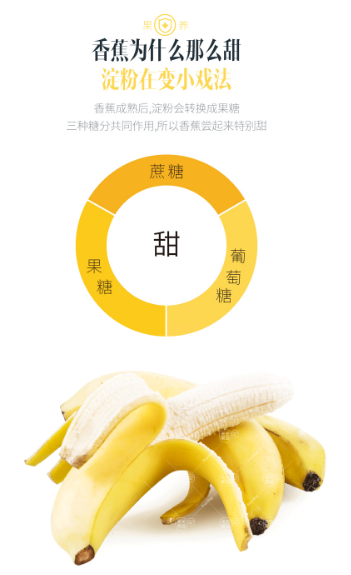 果 养
香蕉为什么那么甜
淀粉在变小戏法
香蕉成熟后,淀粉会转换成果糖
三种糖分共同作用,所以香蕉尝起来特别甜
蔗糖
甜
葡萄糖
果糖